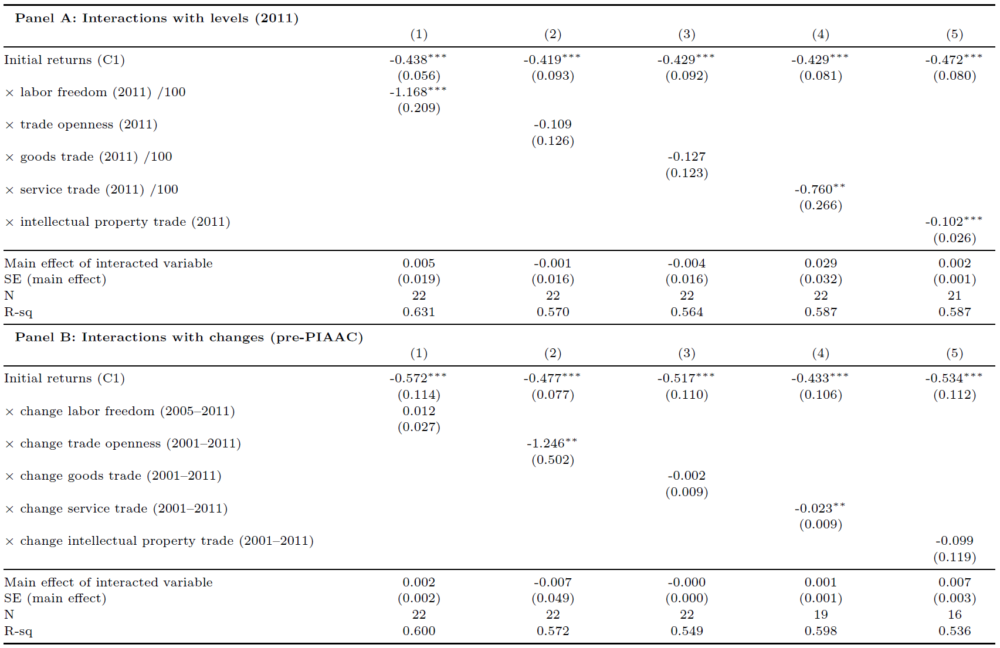 Panel A: Interactions with levels (2011)
(1) (2) (3) (4) (5)
Initial returns (C1) -0.438*** -0.419*** -0.429*** -0.429*** -0.472***
(0.056) (0.093) (0.092) (0.081) (0.080)
× labor freedom (2011) /100 -1.168***
(0.209)
× trade openness (2011) -0.109
(0.126)
× goods trade (2011) /100 -0.127
(0.123)
× service trade (2011) /100 -0.760**
(0.266)
× intellectual property trade (2011) -0.102***
(0.026)
Main effect of interacted variable 0.005 -0.001 -0.004 0.029 0.002
SE (main effect) (0.019) (0.016) (0.016) (0.032) (0.001)
N 22 22 22 22 21
R-sq 0.631 0.570 0.564 0.587 0.587
Panel B: Interactions with changes (pre-PIAAC)
(1) (2) (3) (4) (5)
Initial returns (C1) -0.572*** -0.477*** -0.517*** -0.433*** -0.534***
(0.114) (0.077) (0.110) (0.106) (0.112)
× change labor freedom (2005–2011) 0.012
(0.027)
× change trade openness (2001–2011) -1.246**
(0.502)
× change goods trade (2001–2011) -0.002
(0.009)
× change service trade (2001–2011) -0.023**
(0.009)
× change intellectual property trade (2001–2011) -0.099
(0.119)
Main effect of interacted variable 0.002 -0.007 -0.000 0.001 0.007
SE (main effect) (0.002) (0.049) (0.000) (0.001) (0.003)
N 22 22 22 19 16
R-sq 0.600 0.572 0.549 0.598 0.536